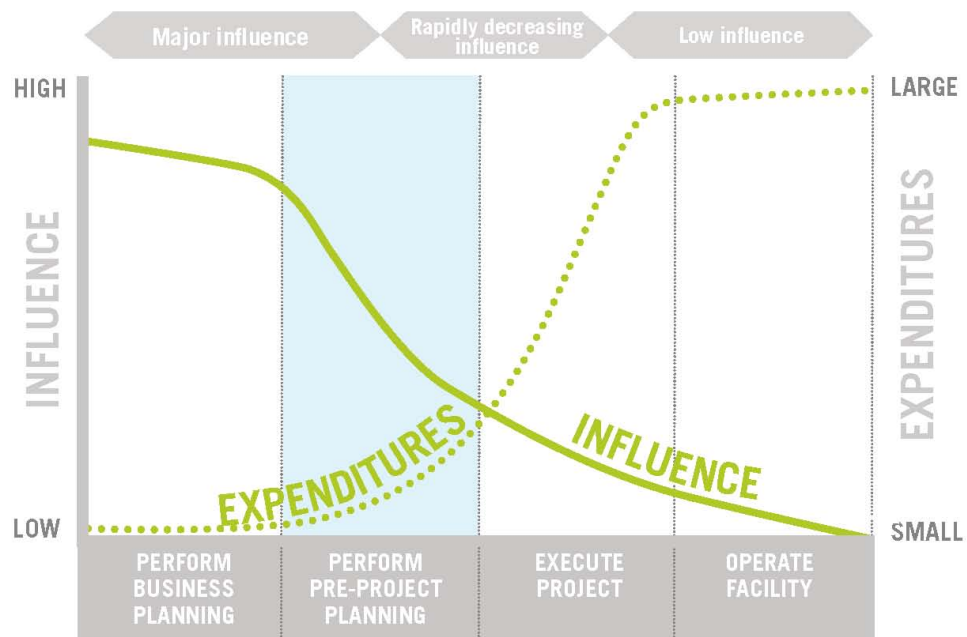 Major influence
Rapidly decreasing
influence
Low influence
HIGH
LARGE
INFLUENCE
EXPENDITURES
EXPENDITURES
INFLUENCE
LOW
SMALL
PERFORM
BUSINESS
PLANNING
PERFORM
PRE-PROJECT
PLANNING
EXECUTE
PROJECT
OPERATE
FACILITY